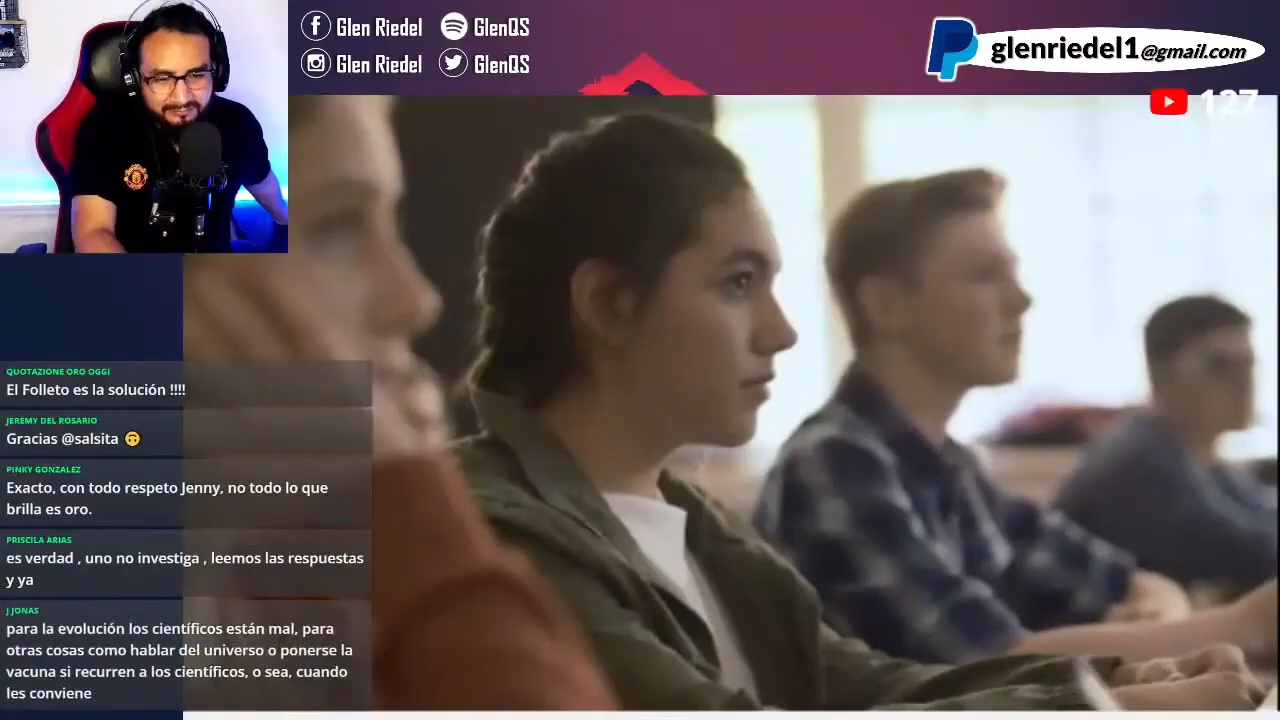 Glen Riedel
GlenQS
Glen Riedel
GlenQS
glenriedel1@gmail.com
127
QUOTAZIONE ORO OGGI
El Folleto es la solución !!!!
JEREMY DEL ROSARIO
Gracias @salsita 🙃
PINKY GONZALEZ
Exacto, con todo respeto Jenny, no todo lo que
brilla es oro.
PRISCILA ARIAS
es verdad , uno no investiga , leemos las respuestas
y ya
J JONAS
para la evolución los científicos están mal, para
otras cosas como hablar del universo o ponerse la
vacuna si recurren a los científicos, o sea, cuando
les conviene